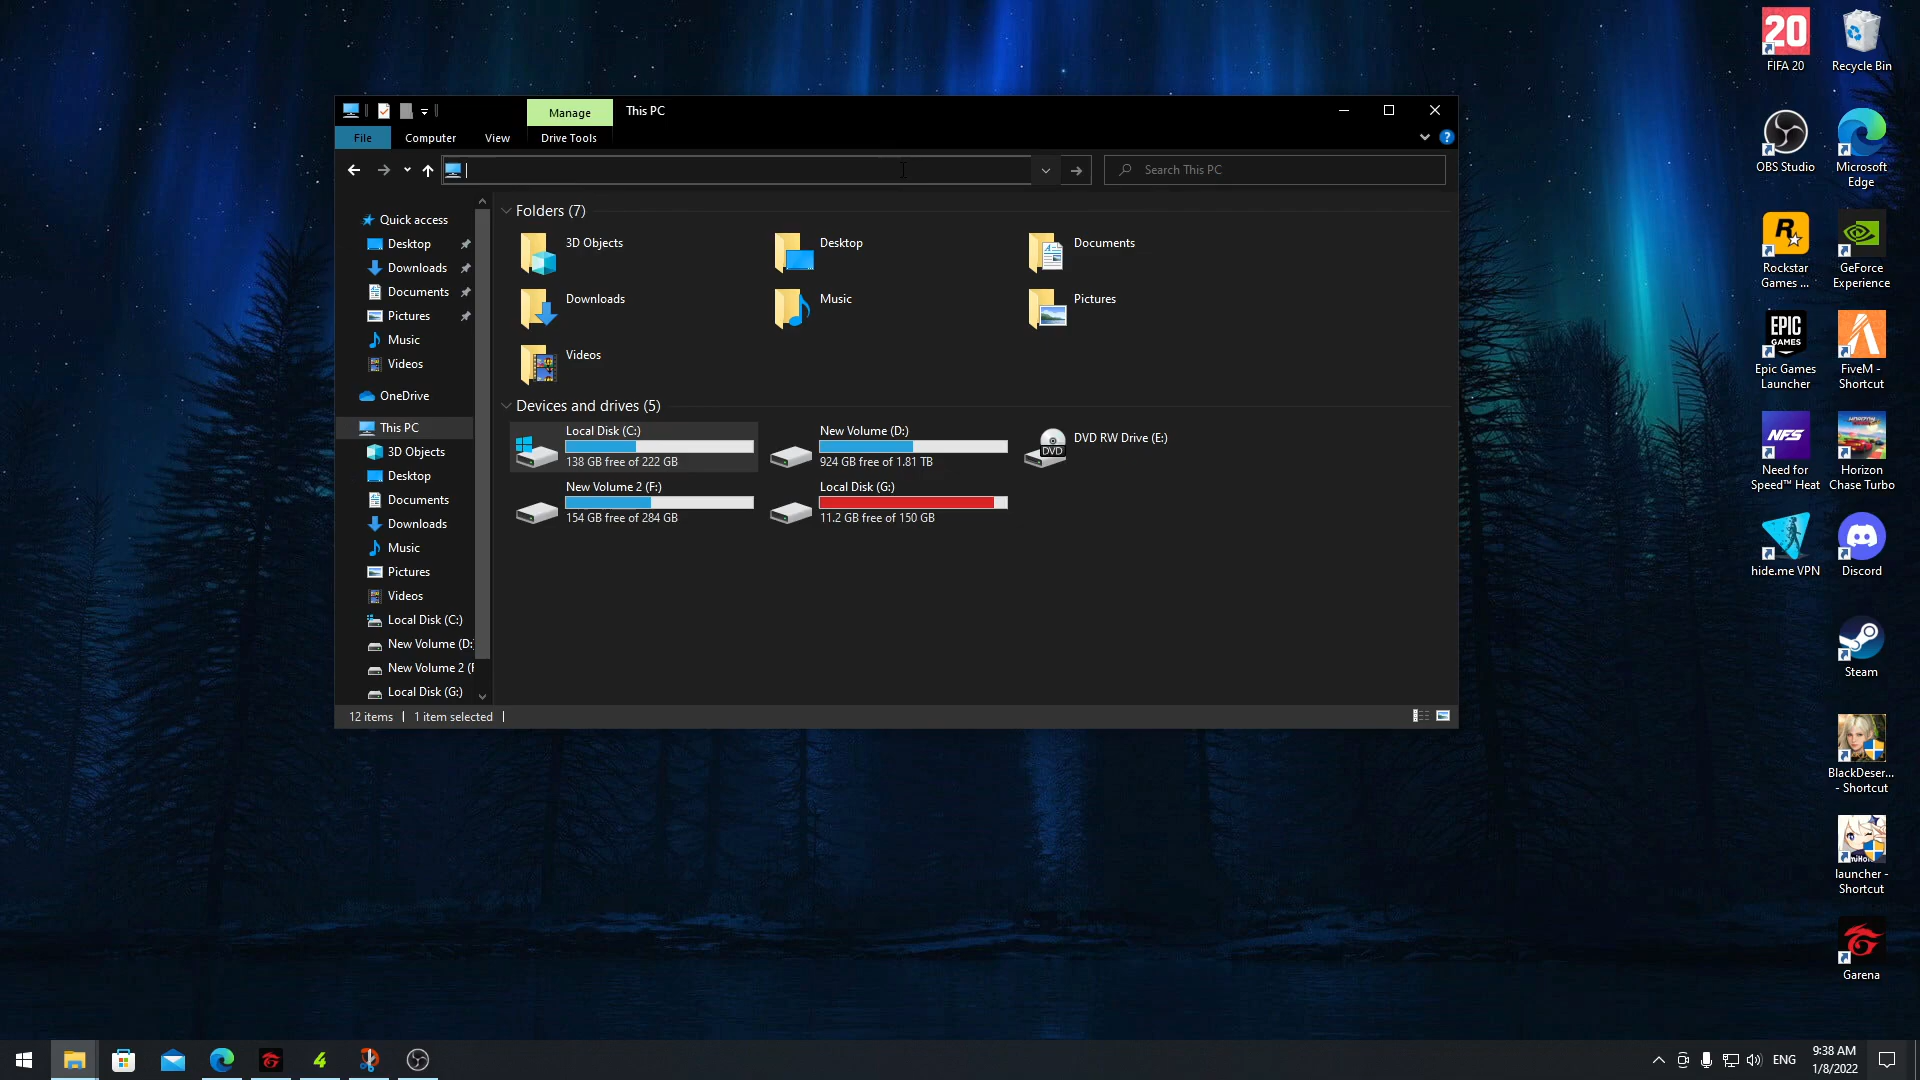 Manage
This PC
File
Computer
View
Drive Tools
Search This PC
Quick access
Desktop
Downloads
Documents
Pictures
Music
Videos
OneDrive
This PC
3D Objects
Desktop
Documents
Downloads
Music
Pictures
Videos
Local Disk (C:)
New Volume (D:
New Volume 2 (F
Local Disk (G:)
Folders (7)
3D Objects
Desktop
Documents
Downloads
Music
Pictures
Videos
Devices and drives (5)
Local Disk (C:)
138 GB free of 222 GB
New Volume (D:)
924 GB free of 1.81 TB
DVD RW Drive (E:)
DVD
New Volume 2 (F:)
154 GB free of 284 GB
Local Disk (G:)
11.2 GB free of 150 GB
12 items
1 item selected
20
FIFA 20
Recycle Bin
OBS Studio
Microsoft
Edge
R
Rockstar
Games ...
GeForce
Experience
EPIC
GAMES
Epic Games
Launcher
FiveM -
Shortcut
NFS
Need for
Speed™ Heat
HORIZON
CHASE
Horizon
Chase Turbo
hide.me VPN
Discord
Steam
BlackDeser...
- Shortcut
launcher -
Shortcut
Garena
4
ENG
9:38 AM
1/8/2022